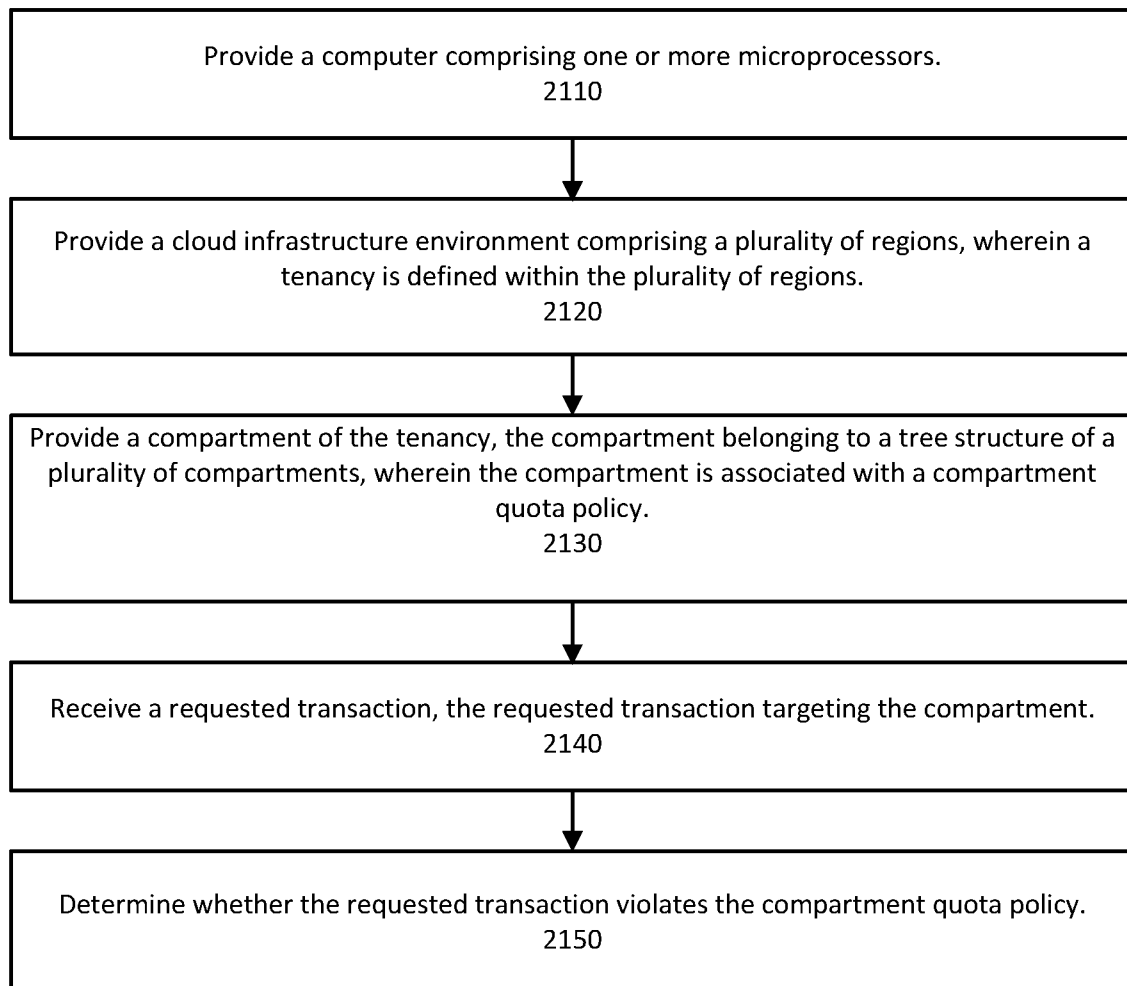 Provide a computer comprising one or more microprocessors.
2110
Provide a cloud infrastructure environment comprising a plurality of regions, wherein a
tenancy is defined within the plurality of regions.
2120
Provide a compartment of the tenancy, the compartment belonging to a tree structure of a
plurality of compartments, wherein the compartment is associated with a compartment
quota policy.
2130
Receive a requested transaction, the requested transaction targeting the compartment.
2140
Determine whether the requested transaction violates the compartment quota policy.
2150